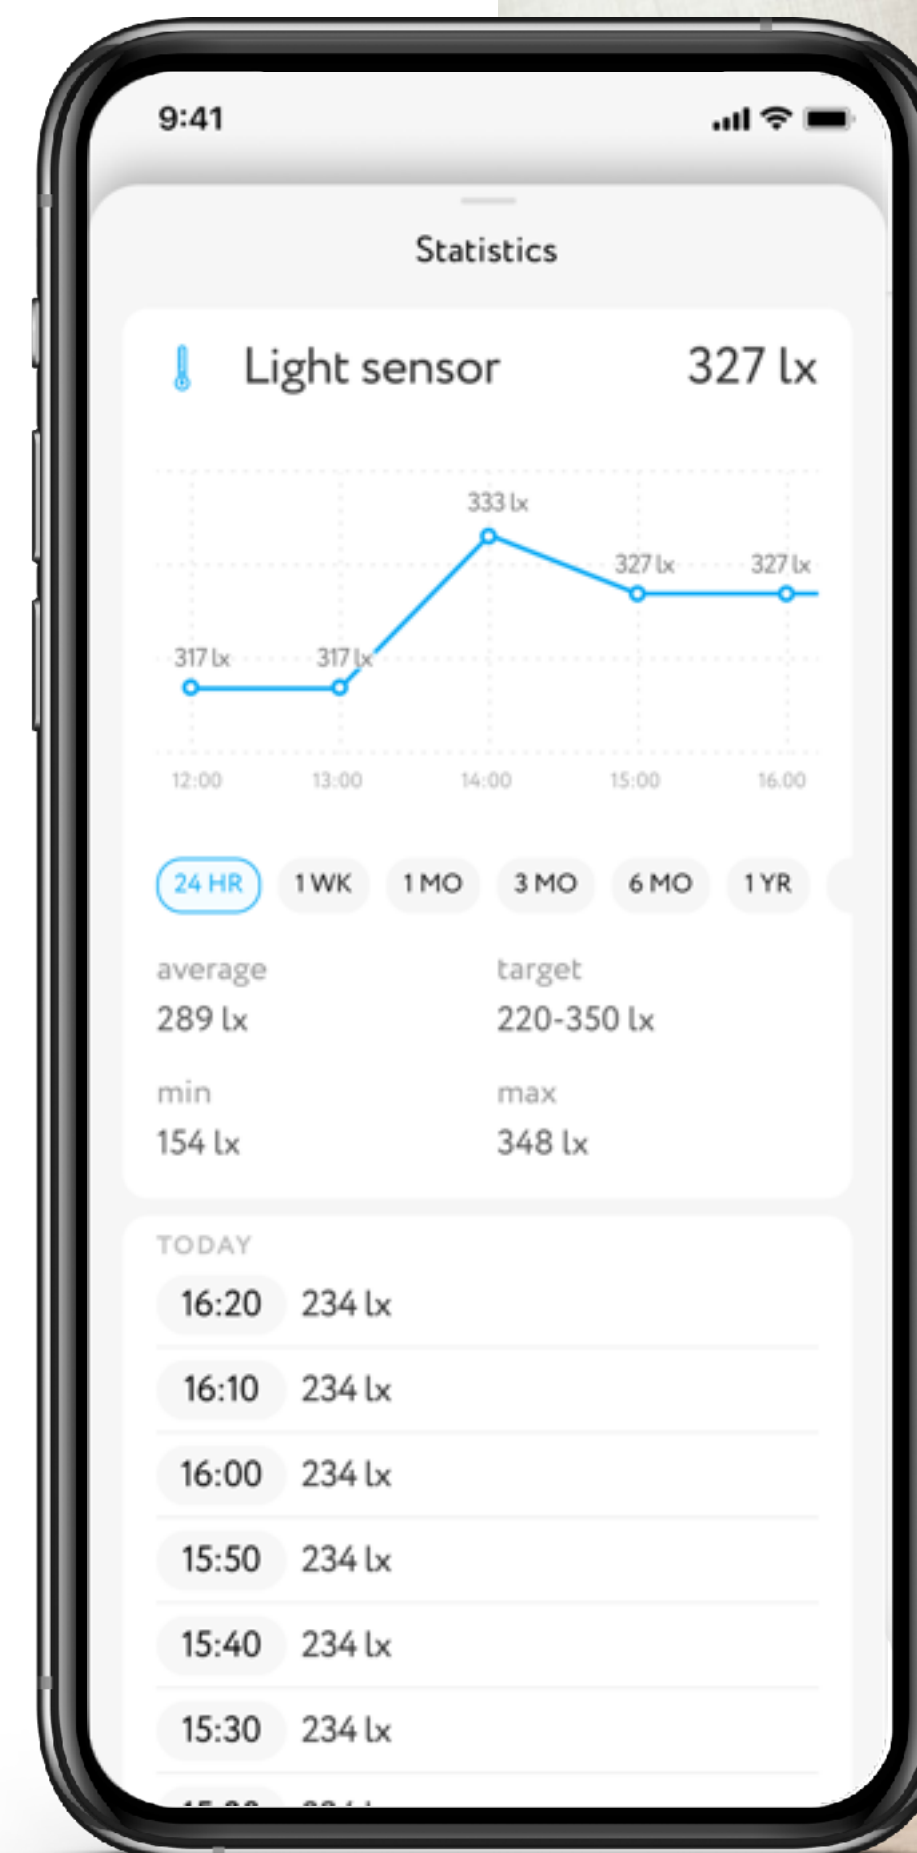 9:41
Statistics
Light sensor 327 lx
333 lx
327 lx 327 lx
317 lx 317 lx
12:00 13:00 14:00 15:00 16.00
24 HR 1 WK 1 MO 3 MO 6 MO 1 YR
average target
289 lx 220-350 lx
min max
154 lx 348 lx
TODAY
16:20 234 lx
16:10 234 lx
16:00 234 lx
15:50 234 lx
15:40 234 lx
15:30 234 lx